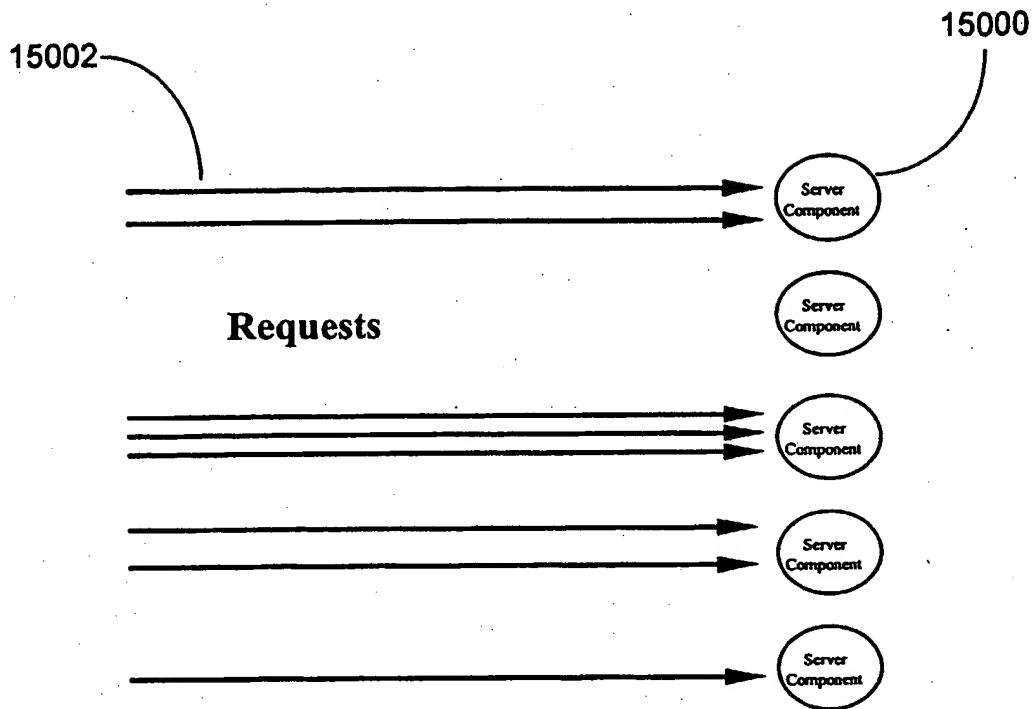 15000
15002
Server
Component
Server
Component
Requests
Server
Component
Server
Component
Server
Component